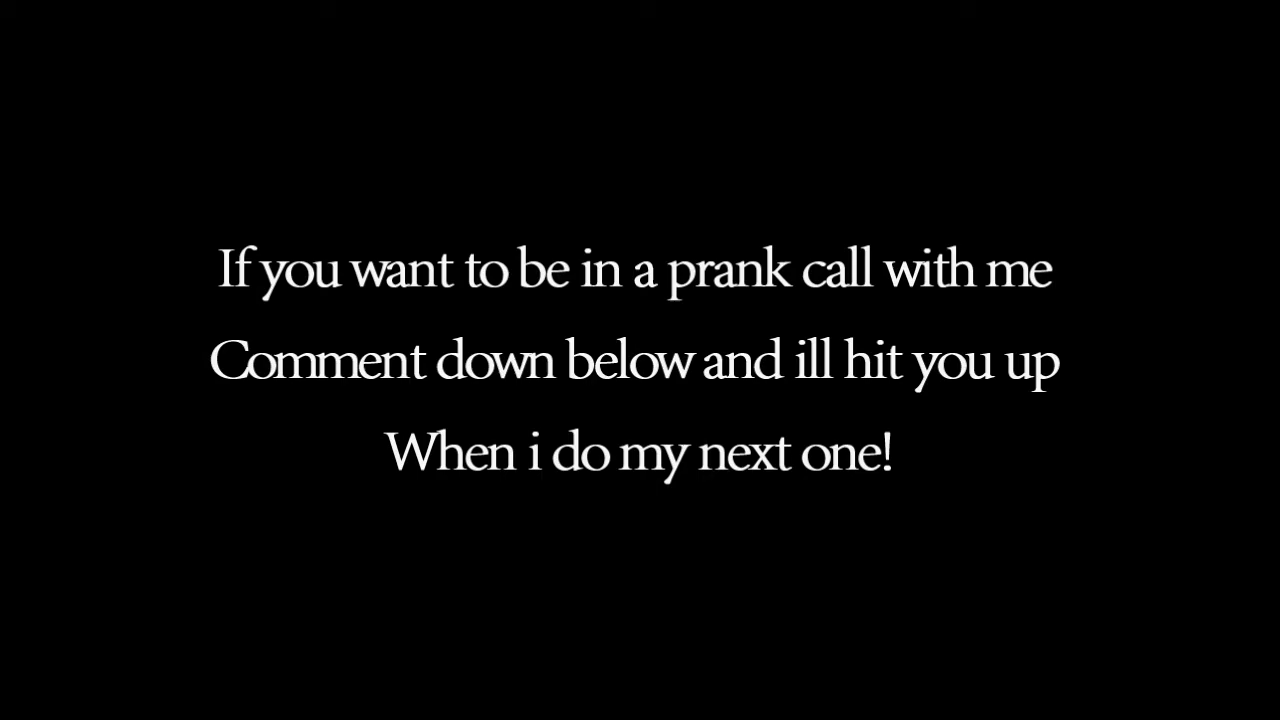 If you want to be in a prank call with me
Comment down below and ill hit you up
When i do my next one!